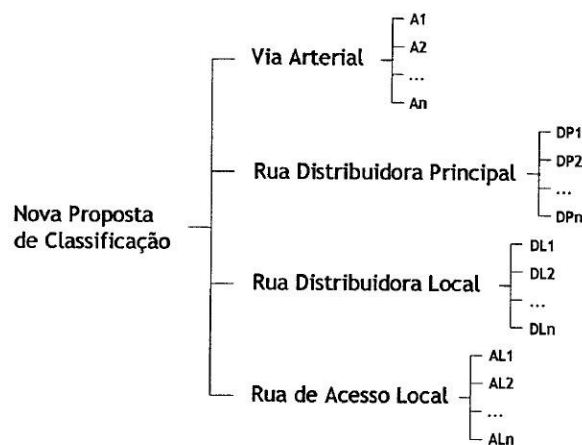 A1
Via Arterial
A2
...
An
DP1
Rua Distribuidora Principal
DP2
...
DPn
Nova Proposta
de Classificação
DL1
Rua Distribuidora Local
DL2
...
DLn
AL1
Rua de Acesso Local
AL2
...
ALn